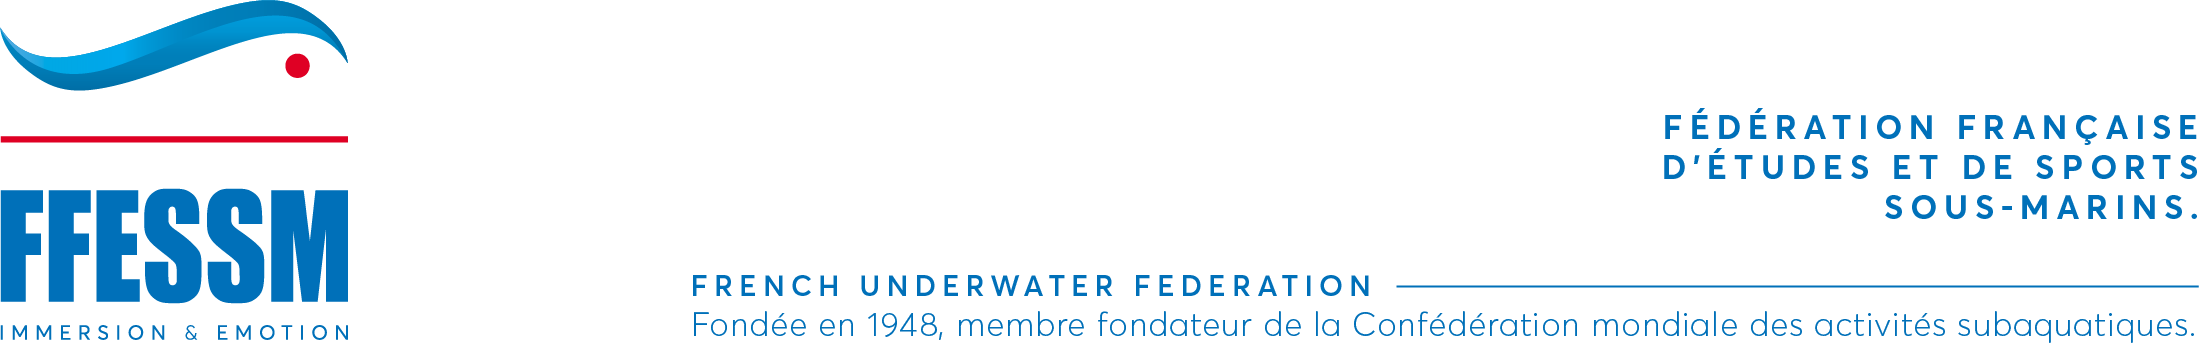 FFESSM
IMMERSION & EMOTION
FÉDÉRATION FRANÇAISE
D'ÉTUDES ET DE SPORTS
SOUS-MARINS.
FRENCH UNDERWATER FEDERATION
Fondée en 1948, membre fondateur de la Confédération mondiale des activités subaquatiques.